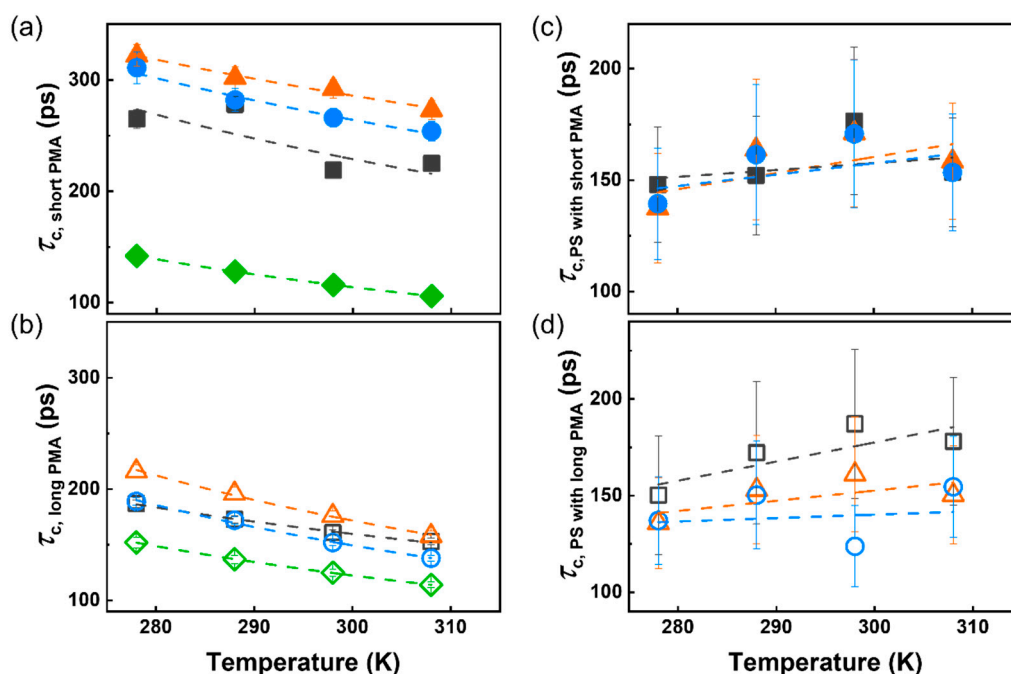 (a)
300
200
100
τc, short PMA (ps)
(b)
300
200
100
τc, long PMA (ps)
280 290 300 310
Temperature (K)
(c)
200
150
100
τc,PS with short PMA (ps)
(d)
200
150
100
τc, PS with long PMA (ps)
280 290 300 310
Temperature (K)